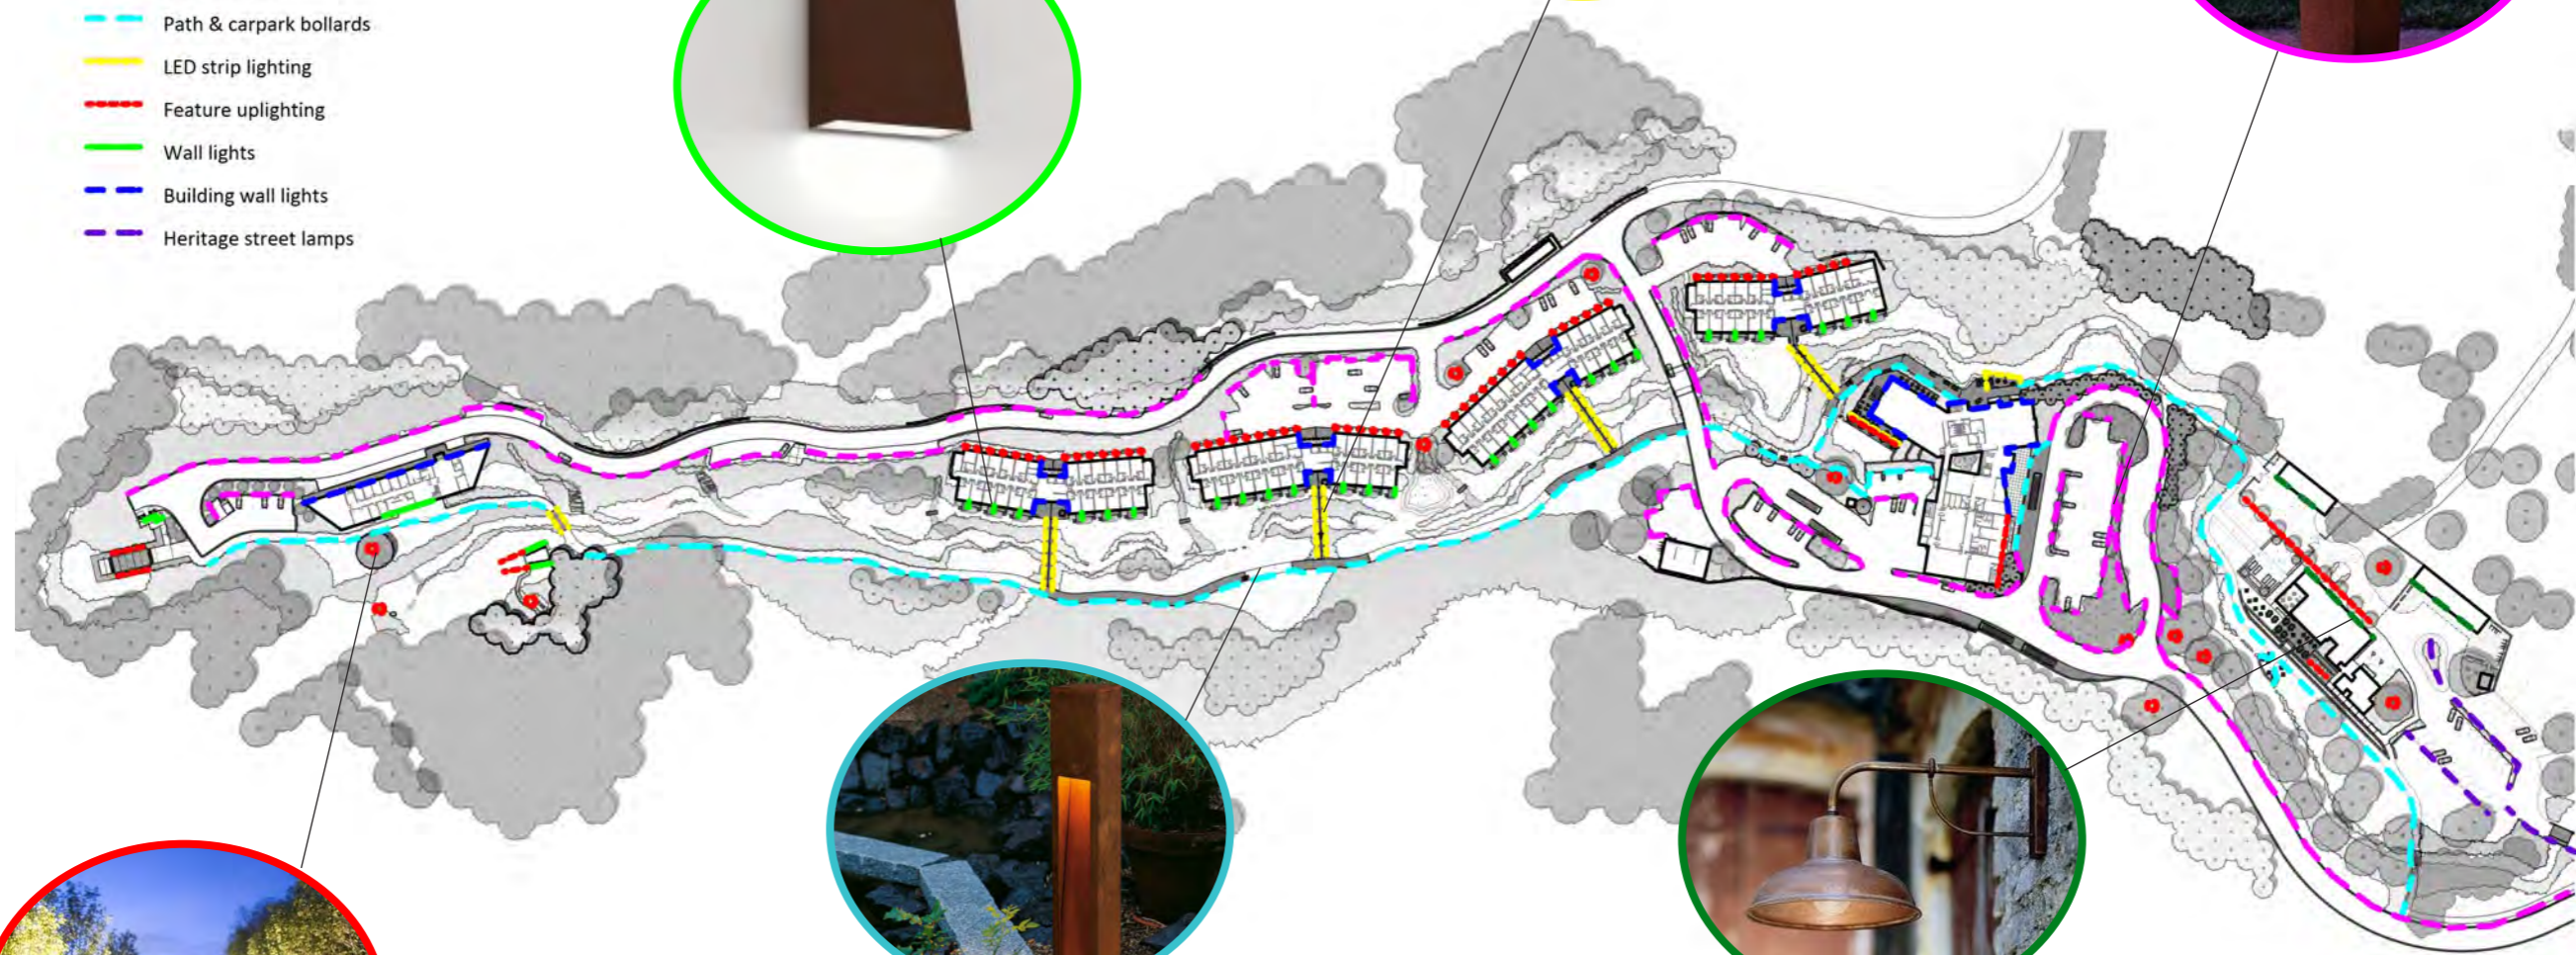 Path & carpark bollards
LED strip lighting
Feature uplighting
Wall lights
Building wall lights
Heritage street lamps